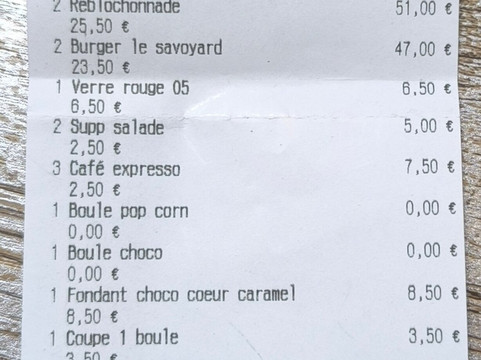 2 Reblochonnade 51,00 €
25,50 €
2 Burger le savoyard 47,00 €
23,50 €
1 Verre rouge 05 6,50 €
6,50 €
2 Supp salade 5,00 €
2,50 €
3 Café expresso 7,50 €
2,50 €
1 Boule pop corn 0,00 €
0,00 €
1 Boule choco 0,00 €
0,00 €
1 Fondant choco coeur caramel 8,50 €
8,50 €
1 Coupe 1 boule 3,50 €
3,50 €